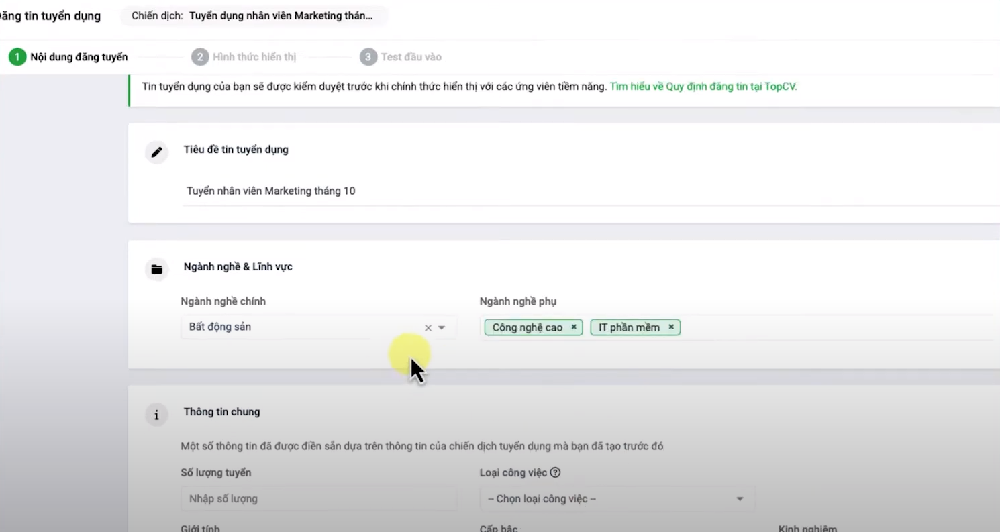 Đăng tin tuyển dụng Chiến dịch: Tuyển dụng nhân viên Marketing thán...
1 Nội dung đăng tuyển 2 Hình thức hiển thị 3 Test đầu vào
Tin tuyển dụng của bạn sẽ được kiểm duyệt trước khi chính thức hiển thị với các ứng viên tiềm năng. Tìm hiểu về Quy định đăng tin tại TopCV.
Tiêu đề tin tuyển dụng
Tuyển nhân viên Marketing tháng 10
Ngành nghề & Lĩnh vực
Ngành nghề chính Ngành nghề phụ
Bất động sản Công nghệ cao IT phần mềm
Thông tin chung
Một số thông tin đã được điền sẵn dựa trên thông tin của chiến dịch tuyển dụng mà bạn đã tạo trước đó
Số lượng tuyển Loại công việc
Nhập số lượng -- Chọn loại công việc --
Giới tính Cấp bậc Kinh nghiệm